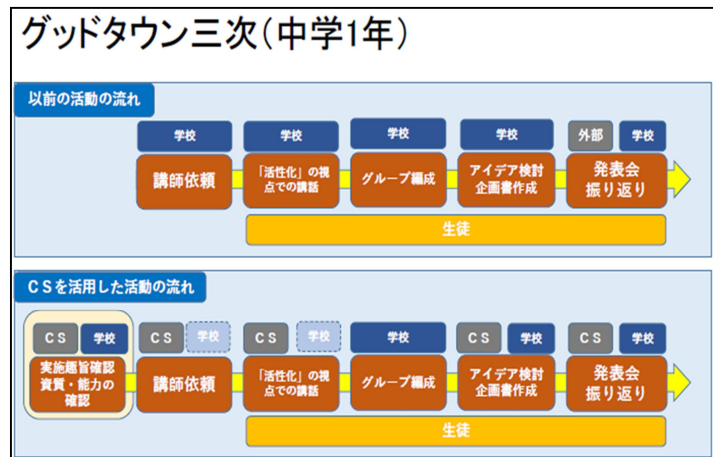 グッドタウン三次(中学1年)
以前の活動の流れ
学校
学校
学校
学校
外部
学校
講師依頼
「活性化」の視
点での講話
グループ編成
アイデア検討
企画書作成
発表会
振り返り
生徒
CSを活用した活動の流れ
CS
学校
CS
学校
CS
学校
学校
CS
学校
CS
学校
実施趣旨確認
資質・能力の
確認
講師依頼
「活性化」の視
点での講話
グループ編成
アイデア検討
企画書作成
発表会
振り返り
生徒